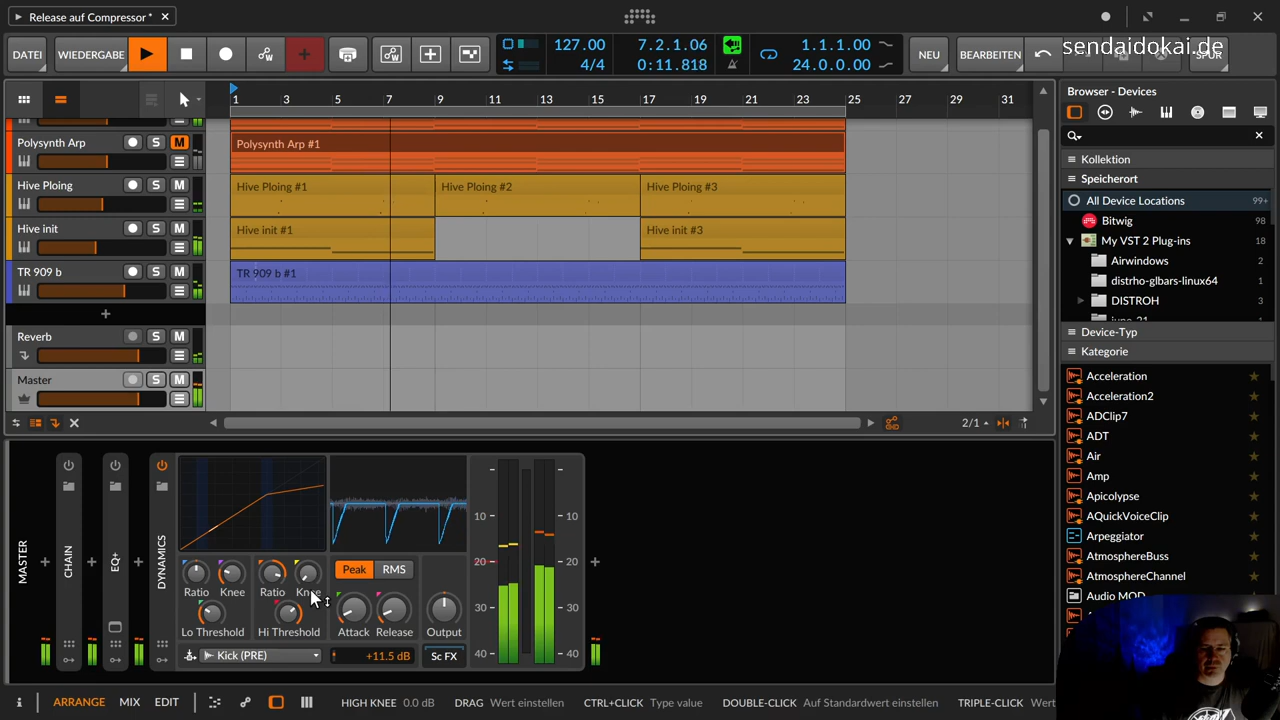 Release auf Compressor *
DATEI
WIEDERGABE
127.00
4/4
7.2.1.06
0:11.818
1.1.1.00
24.0.0.00
NEU
BEARBEITEN
SPUR
sendaidokai.de
1 3 5 7 9 11 13 15 17 19 21 23 25 27 29 31
Polysynth Arp
S M
Polysynth Arp #1
Hive Ploing
S M
Hive Ploing #1
Hive Ploing #2
Hive Ploing #3
Hive init
S M
Hive init #1
Hive init #3
TR 909 b
S M
TR 909 b #1
Reverb
S M
Master
S M
2/1
Browser - Devices
Kollektion
Speicherort
All Device Locations 99+
Bitwig 98
My VST 2 Plug-ins 18
Airwindows 2
distrho-glbars-linux64 1
DISTROH 3
Device-Typ
Kategorie
Acceleration
Acceleration2
ADClip7
ADT
Air
Amp
Apicolypse
AQuickVoiceClip
Arpeggiator
AtmosphereBuss
AtmosphereChannel
Audio MOD
MASTER
CHAIN
EQ+
DYNAMICS
Ratio Knee
Lo Threshold
Ratio Knee
Hi Threshold
Peak RMS
Attack Release
Output
Kick (PRE)
+11.5 dB
Sc FX
10 10
20 20
30 30
40 40
i
ARRANGE MIX EDIT
HIGH KNEE 0.0 dB
DRAG Wert einstellen
CTRL+CLICK Type value
DOUBLE-CLICK Auf Standardwert einstellen
TRIPLE-CLICK